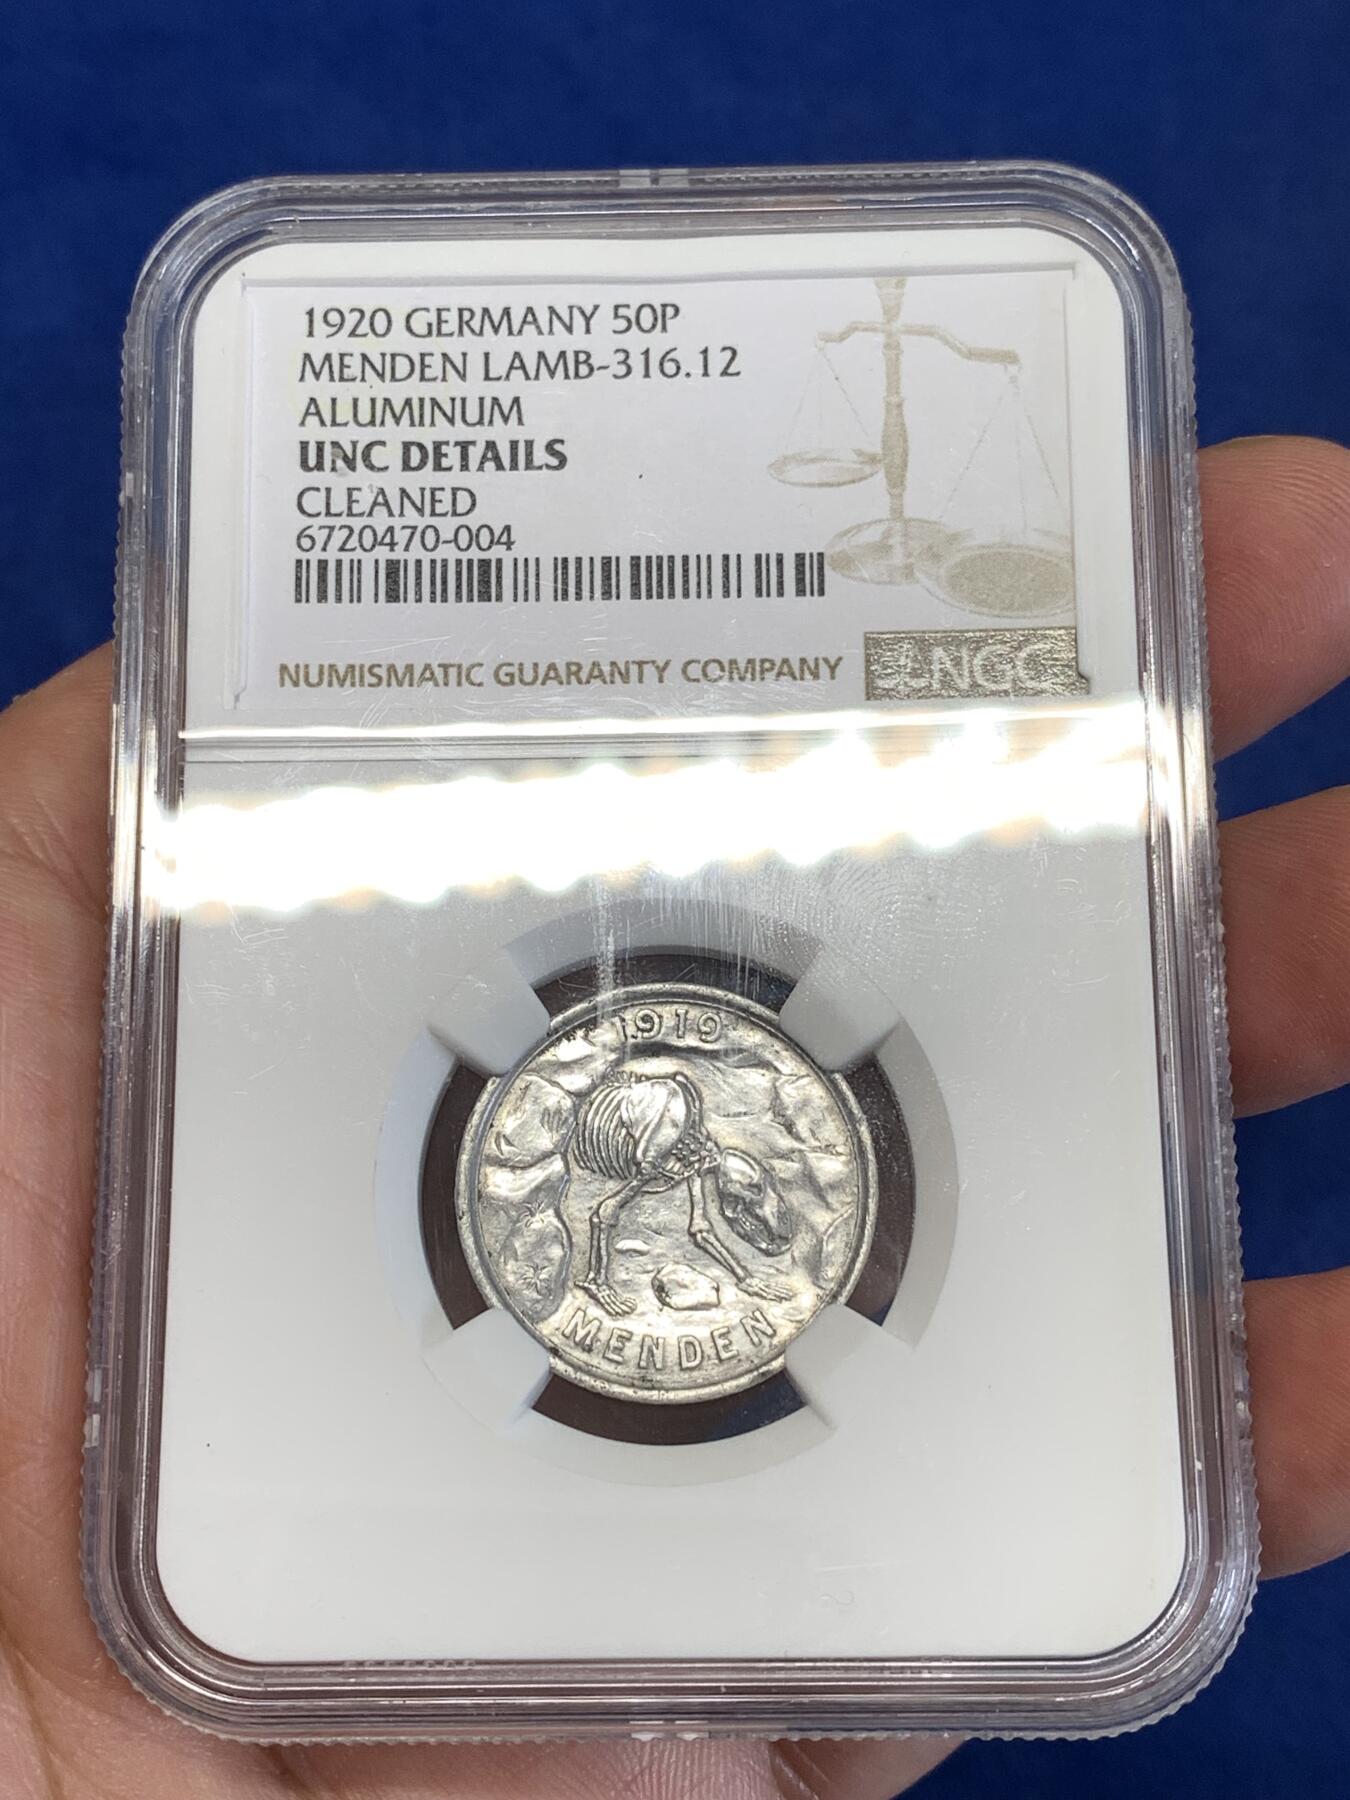 1920 GERMANY 50P
MENDEN LAMB-316.12
ALUMINUM
UNC DETAILS
CLEANED
6720470-004
NUMISMATIC GUARANTY COMPANY
NGC
1919
MENDEN